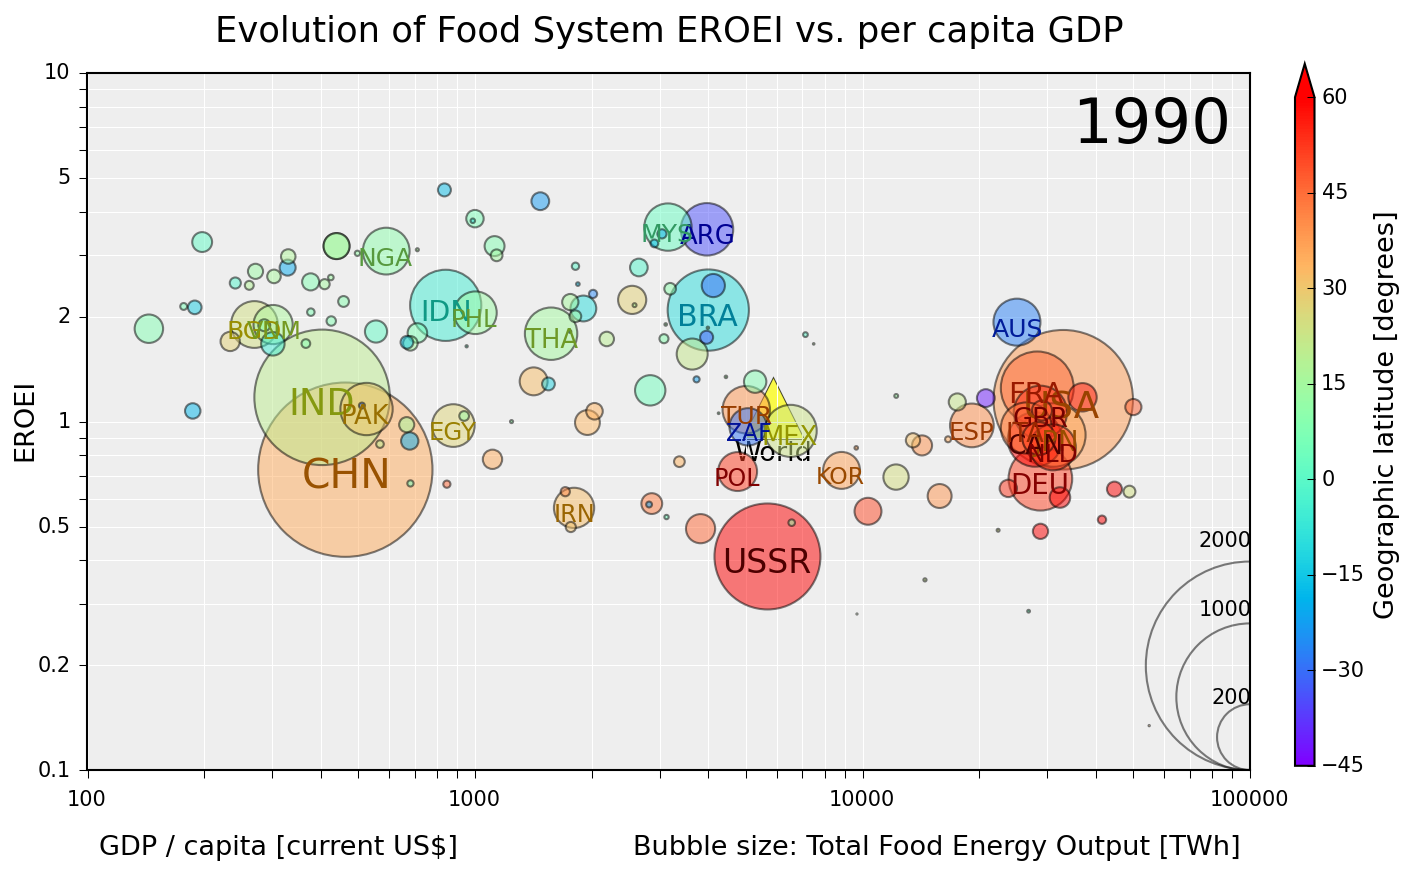 Evolution of Food System EROEI vs. per capita GDP
1990
10
5
2
1
0.5
0.2
0.1
EROEI
MYS
ARG
NGA
IDN
PHL
BRA
THA
AUS
IND
PAK
EGY
TUR
ZAF
MEX
World
ESP
FRA
GBR
CAN
NLD
DEU
CHN
POL
KOR
IRN
USSR
2000
1000
200
100
1000
10000
100000
GDP / capita [current US$]
Bubble size: Total Food Energy Output [TWh]
60
45
30
15
0
−15
−30
−45
Geographic latitude [degrees]